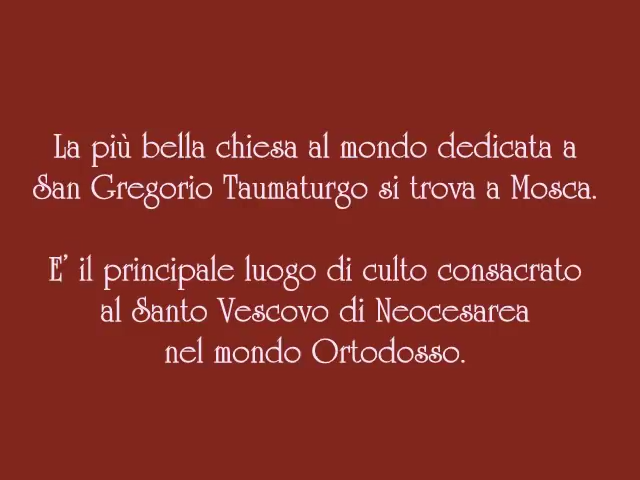 La più bella chiesa al mondo dedicata a
San Gregorio Taumaturgo si trova a Mosca.
E' il principale luogo di culto consacrato
al Santo Vescovo di Neocesarea
nel mondo Ortodosso.